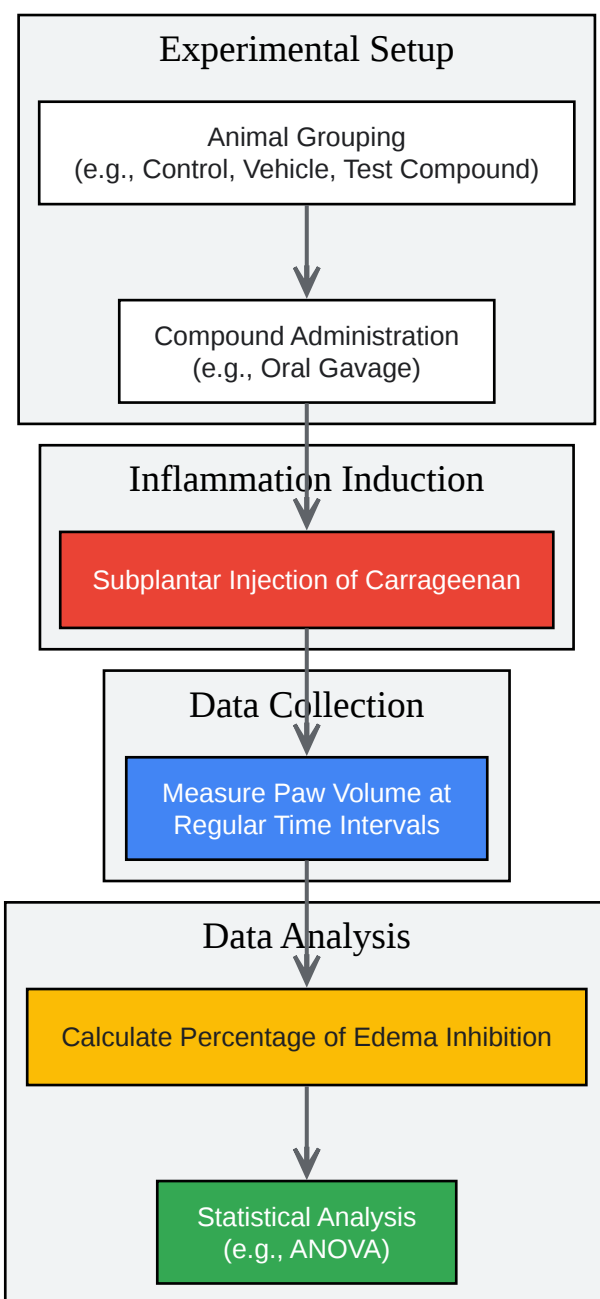 Experimental Setup
Animal Grouping
(e.g., Control, Vehicle, Test Compound)
Compound Administration
(e.g., Oral Gavage)
Inflammation Induction
Subplantar Injection of Carrageenan
Data Collection
Measure Paw Volume at
Regular Time Intervals
Data Analysis
Calculate Percentage of Edema Inhibition
Statistical Analysis
(e.g., ANOVA)